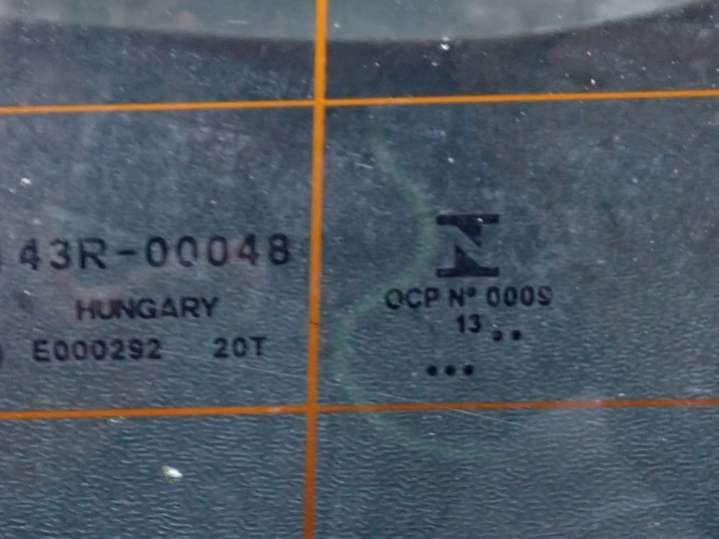 43R-00048
HUNGARY
E000292 20T
OCP Nº 0009
13 ..
...